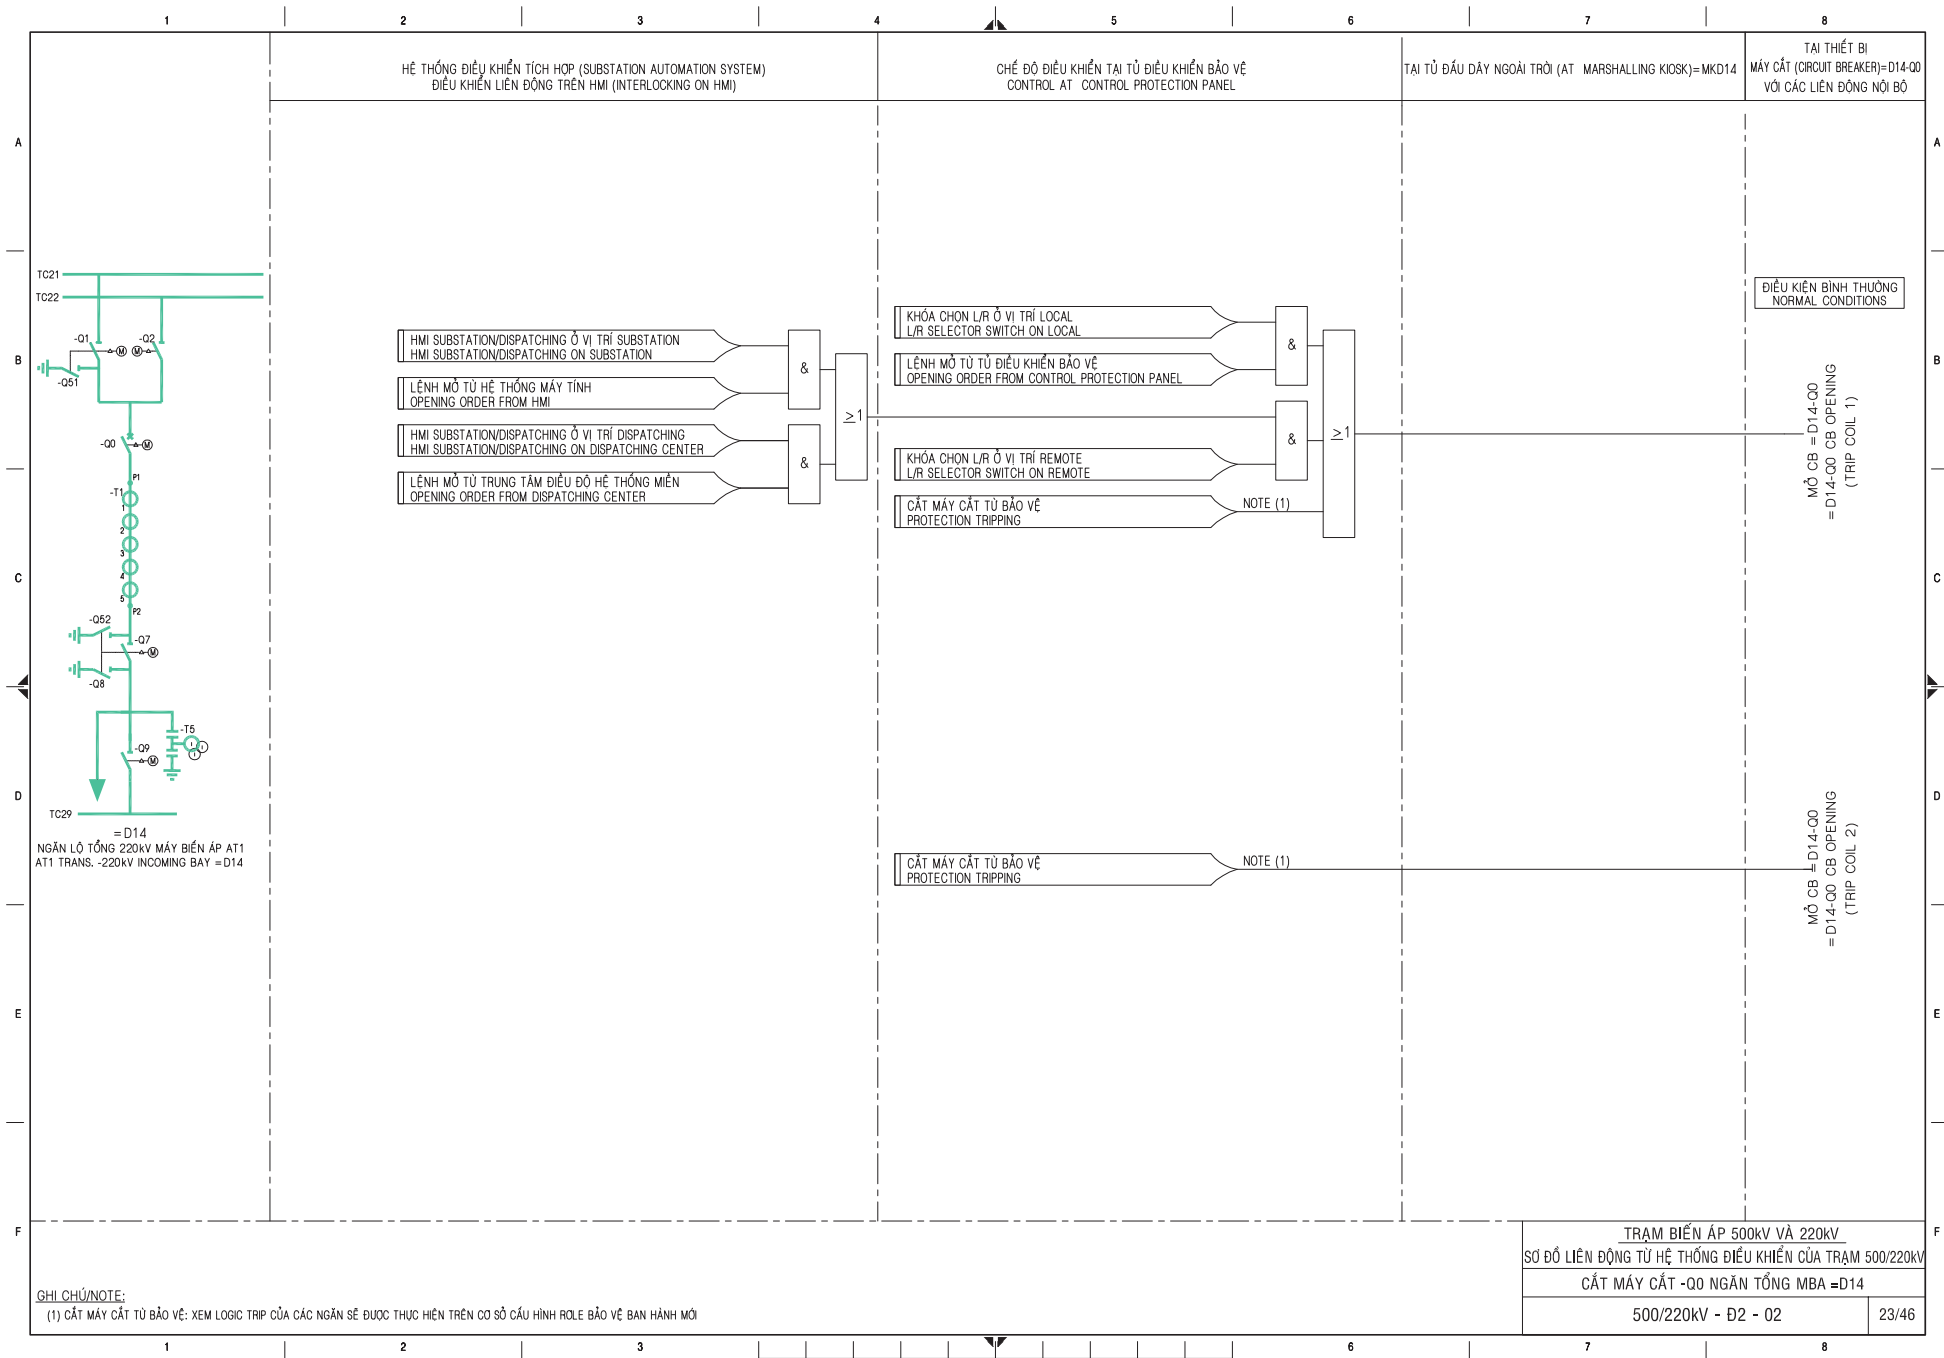 1 2 3 4 5 6 7 8
HỆ THỐNG ĐIỀU KHIỂN TÍCH HỢP (SUBSTATION AUTOMATION SYSTEM)
ĐIỀU KHIỂN LIÊN ĐỘNG TRÊN HMI (INTERLOCKING ON HMI)
CHẾ ĐỘ ĐIỀU KHIỂN TẠI TỦ ĐIỀU KHIỂN BẢO VỆ
CONTROL AT CONTROL PROTECTION PANEL
TẠI TỦ ĐẤU DÂY NGOÀI TRỜI (AT MARSHALLING KIOSK)=MKD14
TẠI THIẾT BỊ
MÁY CẮT (CIRCUIT BREAKER)=D14-Q0
VỚI CÁC LIÊN ĐỘNG NỘI BỘ
A
A
B
B
C
C
D
D
E
E
F
F
TC21
TC22
-Q1
-Q2
M
M
-Q51
-Q0
M
P1
-T1
1
2
3
4
5
P2
-Q52
-Q7
M
-Q8
-T5
-Q9
M
TC29
=D14
NGĂN LỘ TỔNG 220kV MÁY BIẾN ÁP AT1
AT1 TRANS. -220kV INCOMING BAY =D14
HMI SUBSTATION/DISPATCHING Ở VỊ TRÍ SUBSTATION
HMI SUBSTATION/DISPATCHING ON SUBSTATION
LỆNH MỞ TỪ HỆ THỐNG MÁY TÍNH
OPENING ORDER FROM HMI
HMI SUBSTATION/DISPATCHING Ở VỊ TRÍ DISPATCHING
HMI SUBSTATION/DISPATCHING ON DISPATCHING CENTER
LỆNH MỞ TỪ TRUNG TÂM ĐIỀU ĐỘ HỆ THỐNG MIỀN
OPENING ORDER FROM DISPATCHING CENTER
&
&
≥1
KHÓA CHỌN L/R Ở VỊ TRÍ LOCAL
L/R SELECTOR SWITCH ON LOCAL
LỆNH MỞ TỪ TỦ ĐIỀU KHIỂN BẢO VỆ
OPENING ORDER FROM CONTROL PROTECTION PANEL
KHÓA CHỌN L/R Ở VỊ TRÍ REMOTE
L/R SELECTOR SWITCH ON REMOTE
CẮT MÁY CẮT TỪ BẢO VỆ
PROTECTION TRIPPING
NOTE (1)
&
&
≥1
ĐIỀU KIỆN BÌNH THƯỜNG
NORMAL CONDITIONS
MỞ CB =D14-Q0
=D14-Q0 CB OPENING
(TRIP COIL 1)
CẮT MÁY CẮT TỪ BẢO VỆ
PROTECTION TRIPPING
NOTE (1)
MỞ CB =D14-Q0
=D14-Q0 CB OPENING
(TRIP COIL 2)
GHI CHÚ/NOTE:
(1) CẮT MÁY CẮT TỪ BẢO VỆ: XEM LOGIC TRIP CỦA CÁC NGĂN SẼ ĐƯỢC THỰC HIỆN TRÊN CƠ SỞ CẤU HÌNH RƠLE BẢO VỆ BAN HÀNH MỚI
TRẠM BIẾN ÁP 500kV VÀ 220kV
SƠ ĐỒ LIÊN ĐỘNG TỪ HỆ THỐNG ĐIỀU KHIỂN CỦA TRẠM 500/220kV
CẮT MÁY CẮT -Q0 NGĂN TỔNG MBA =D14
500/220kV - Đ2 - 02
23/46
1 2 3 4 5 6 7 8